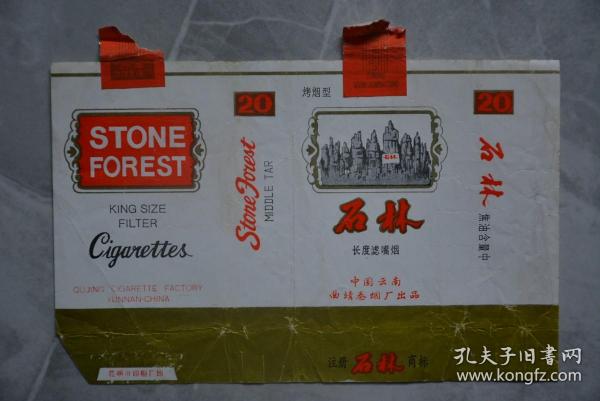 STONE
FOREST
KING SIZE
FILTER
Cigarettes
QUJING CIGARETTE FACTORY
YUNNAN·CHINA
20
Stone Forest
MIDDLE TAR
烤烟型
石林
石林
长度滤嘴烟
中国云南
曲靖卷烟厂出品
20
石林
焦油含量中
注册 石林 商标
孔夫子旧书网
www.kongfz.com